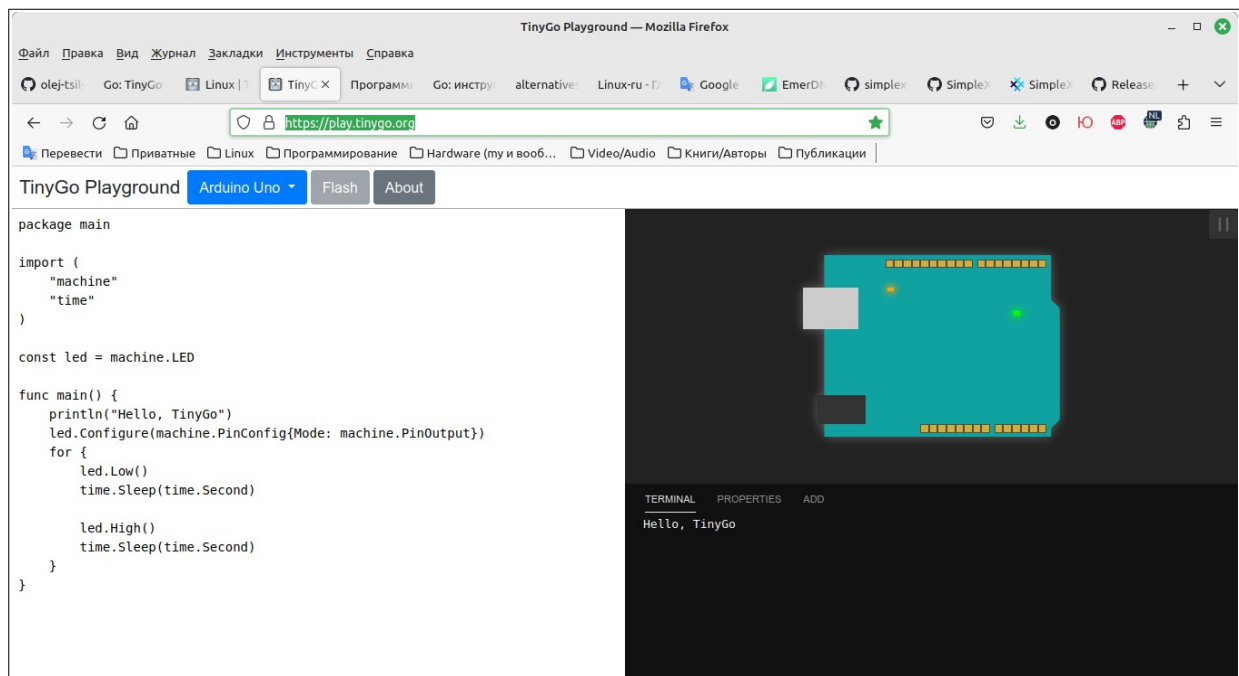 TinyGo Playground — Mozilla Firefox
Файл Правка Вид Журнал Закладки Инструменты Справка
olej-tsil Go: TinyGo Linux | TinyG Программ Go: инстру alternative Linux-ru - Google EmerD simplex SimpleX SimpleX Release
https://play.tinygo.org
NL
Ю ABP
Перевести Приватные Linux Программирование Hardware (my и вооб... Video/Audio Книги/Авторы Публикации
TinyGo Playground Arduino Uno Flash About
package main
import (
"machine"
"time"
)
const led = machine.LED
func main() {
println("Hello, TinyGo")
led.Configure(machine.PinConfig{Mode: machine.PinOutput})
for {
led.Low()
time.Sleep(time.Second)
led.High()
time.Sleep(time.Second)
}
}
TERMINAL PROPERTIES ADD
Hello, TinyGo